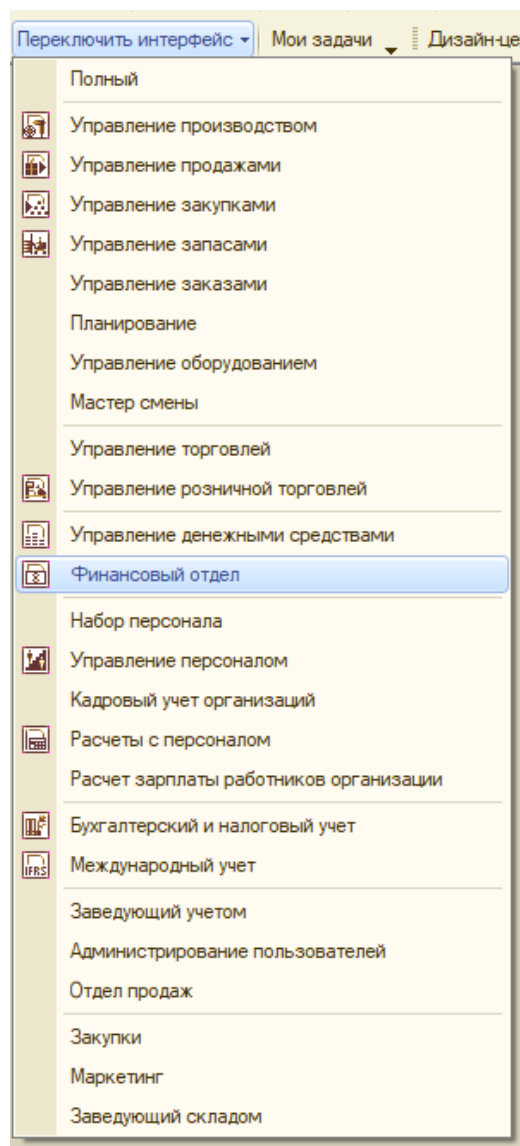 Переключить интерфейс Мои задачи Дизайн-це
Полный
Управление производством
Управление продажами
Управление закупками
Управление запасами
Управление заказами
Планирование
Управление оборудованием
Мастер смены
Управление торговлей
Управление розничной торговлей
Управление денежными средствами
Финансовый отдел
Набор персонала
Управление персоналом
Кадровый учет организаций
Расчеты с персоналом
Расчет зарплаты работников организации
Бухгалтерский и налоговый учет
IFRS Международный учет
Заведующий учетом
Администрирование пользователей
Отдел продаж
Закупки
Маркетинг
Заведующий складом